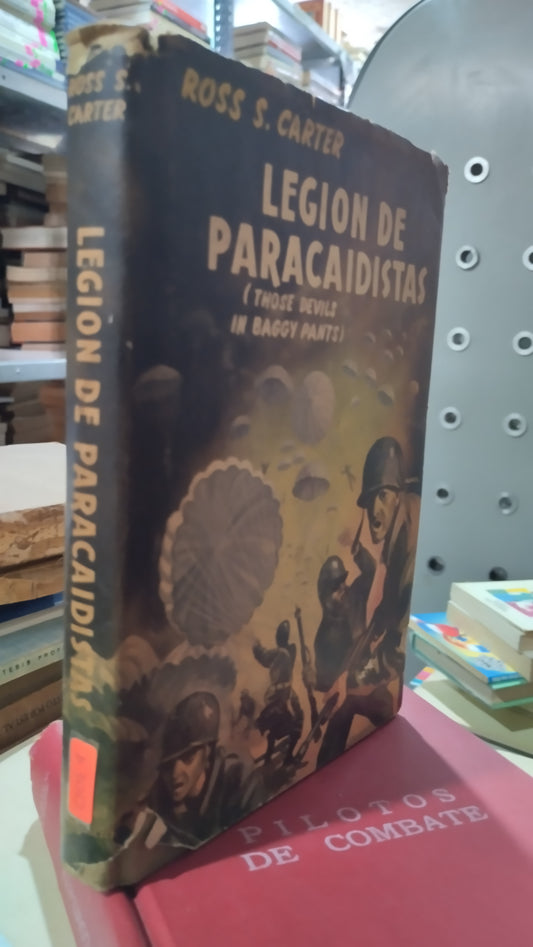 ROSS S.
CARTER
LEGION DE PARACAIDISTAS
ROSS S. CARTER
LEGION DE
PARACAIDISTAS
(THOSE DEVILS
IN BAGGY PANTS)
PILOTOS
DE COMBATE